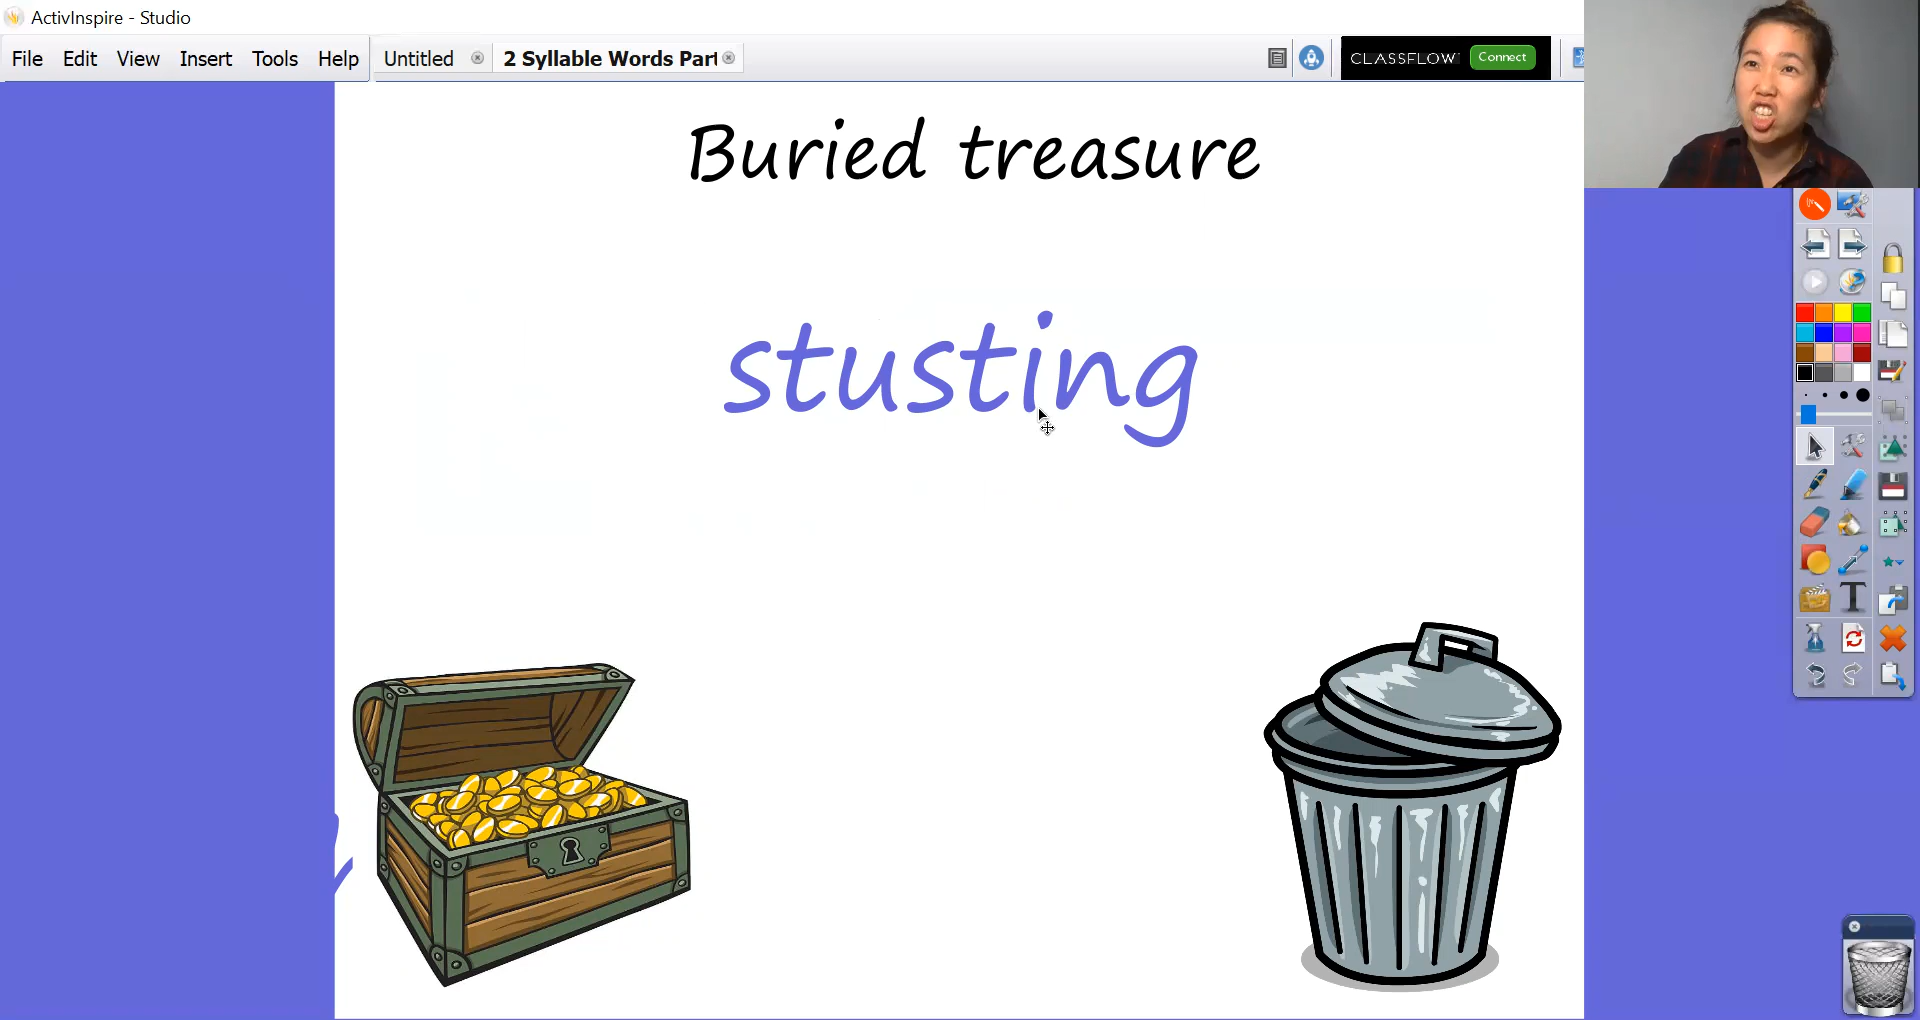 ActivInspire - Studio
File Edit View Insert Tools Help Untitled 2 Syllable Words Part CLASSFLOW Connect
Buried treasure
stusting